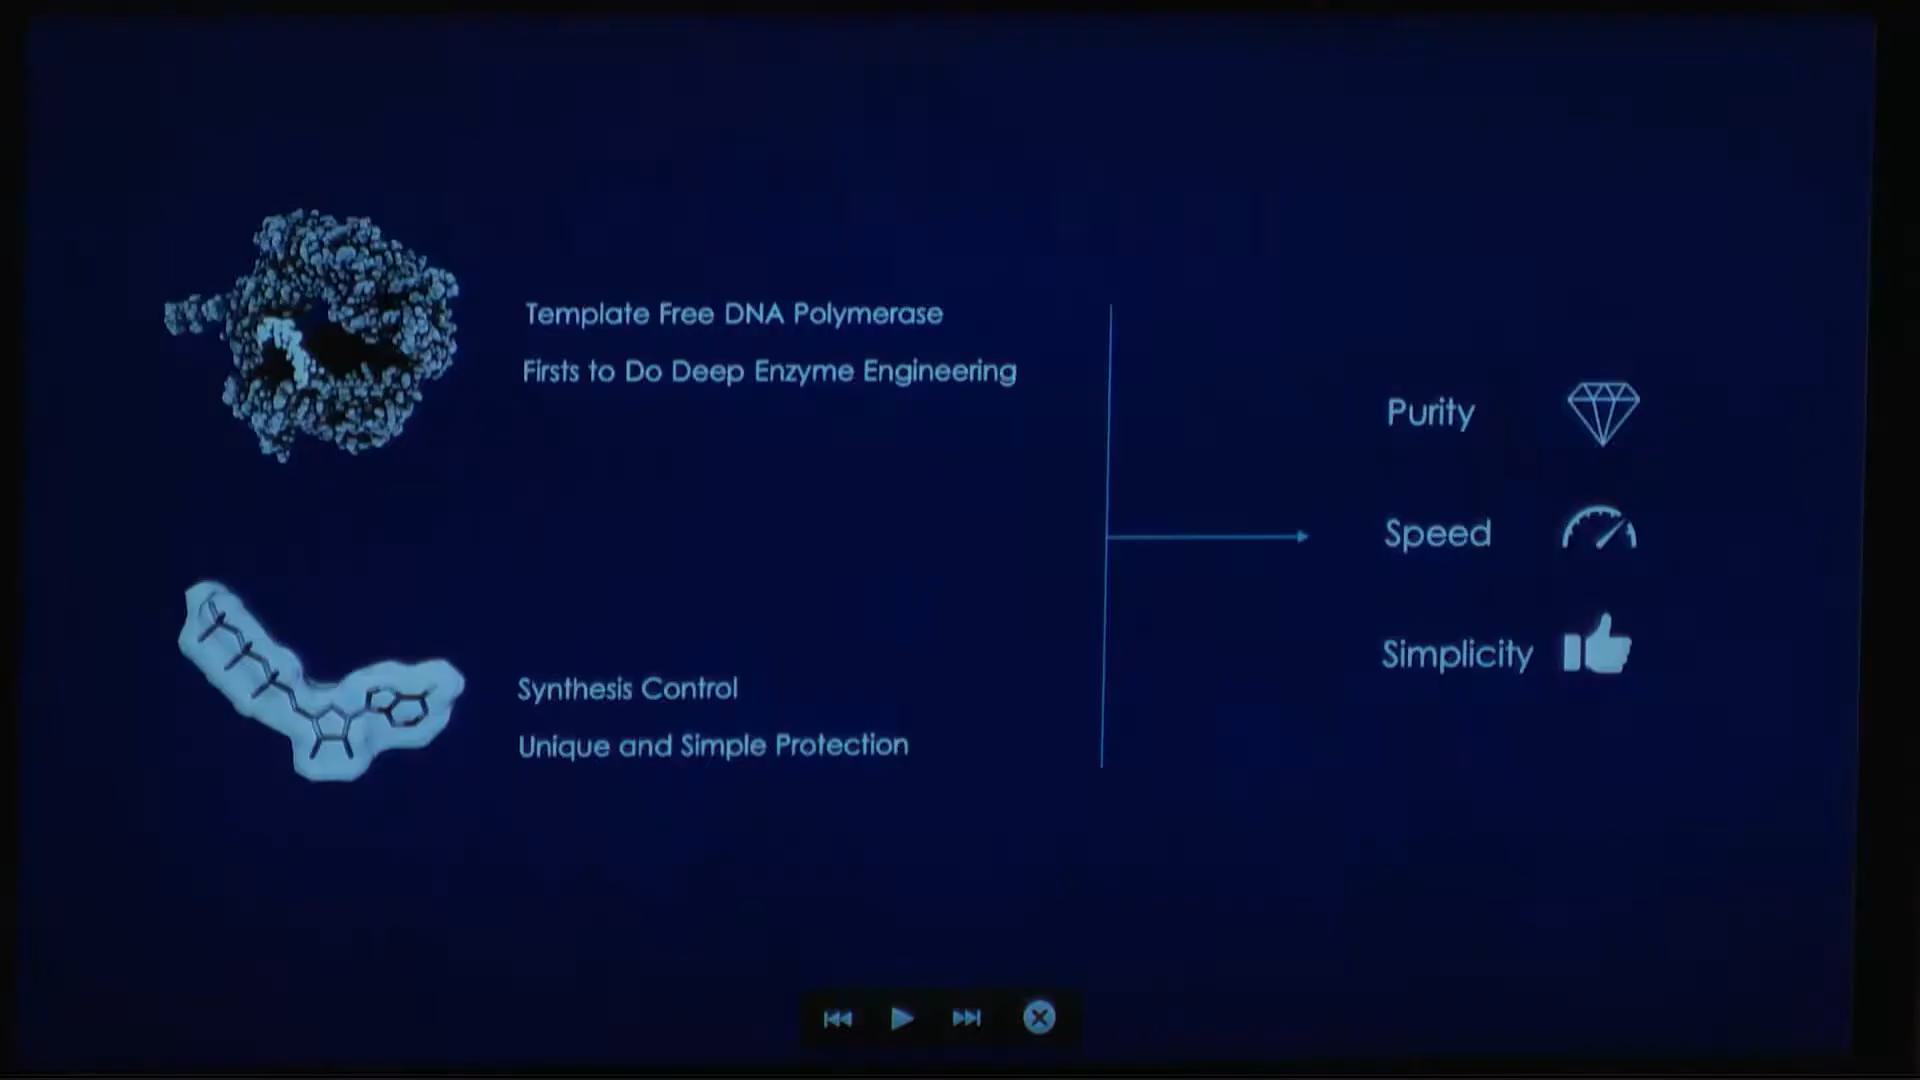 Template Free DNA Polymerase
Firsts to Do Deep Enzyme Engineering
Synthesis Control
Unique and Simple Protection
Purity
Speed
Simplicity